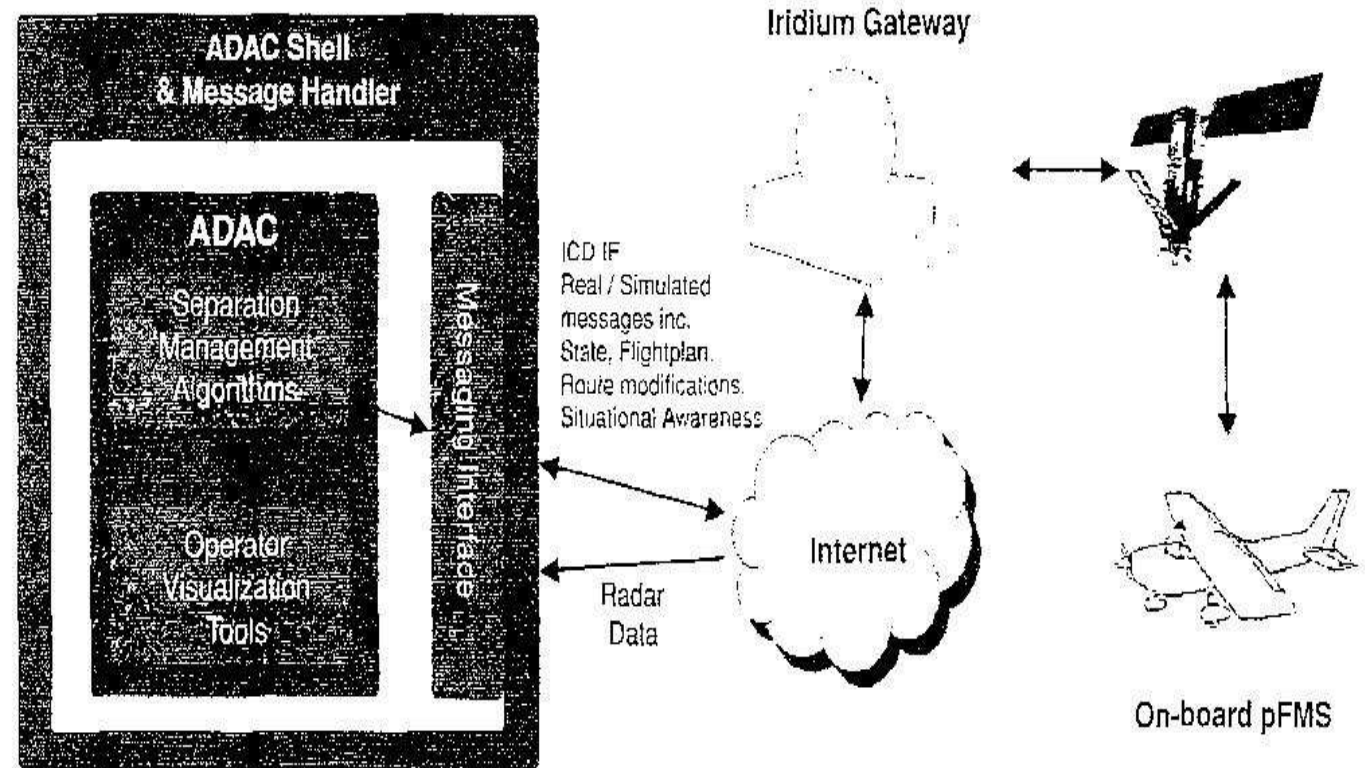 ADAC Shell
& Message Handler
ADAC
Separation
Management
Algorithms
Operator
Visualization
Tools
Messaging Interface
ICD IF
Real / Simulated
messages inc.
State, Flightplan.
Route modifications.
Situational Awareness
Radar
Data
Iridium Gateway
Internet
On-board pFMS